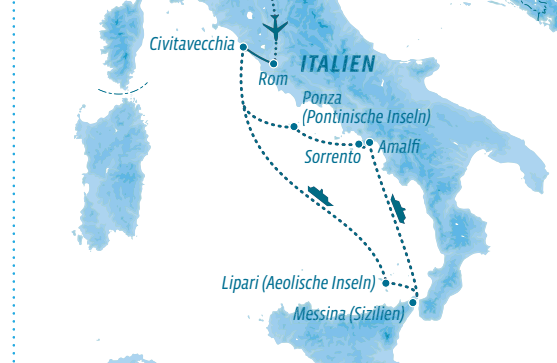 Civitavecchia
ITALIEN
Rom
Ponza
(Pontinische Inseln)
Sorrento
Amalfi
Lipari (Aeolische Inseln)
Messina (Sizilien)